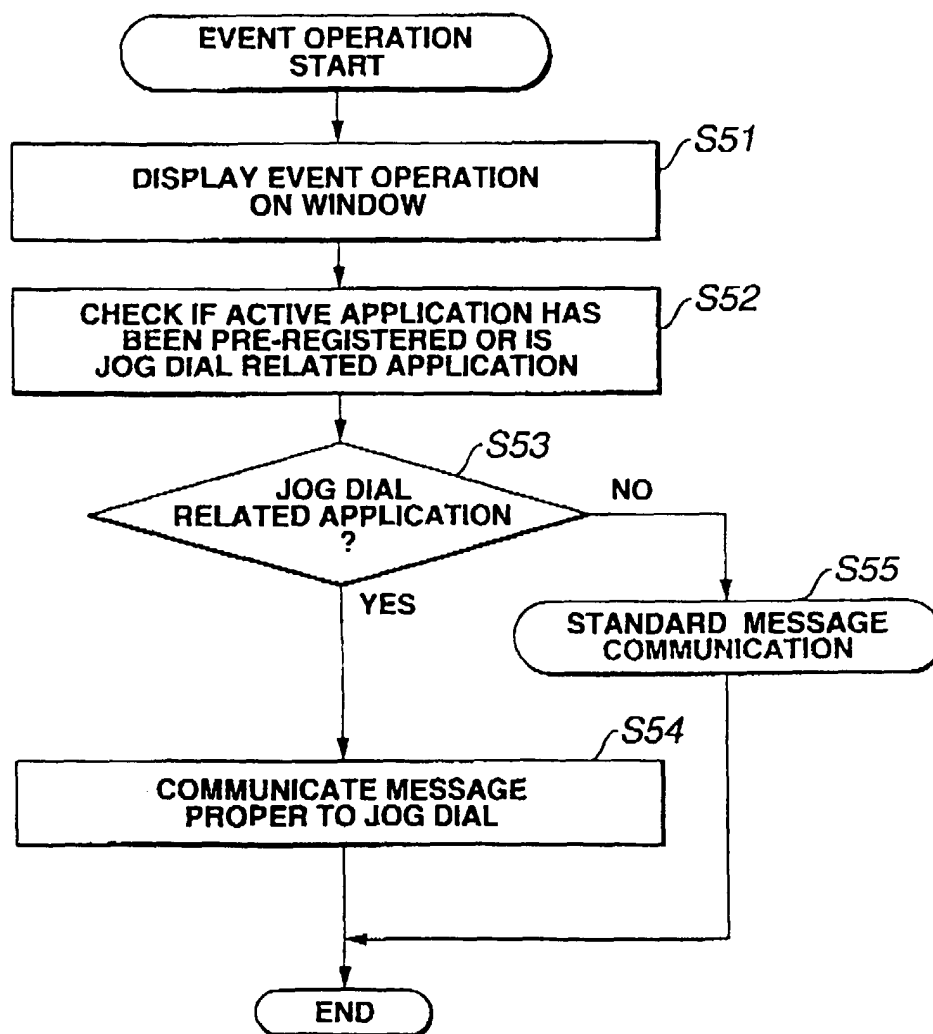 EVENT OPERATION
START
S51
DISPLAY EVENT OPERATION
ON WINDOW
S52
CHECK IF ACTIVE APPLICATION HAS
BEEN PRE-REGISTERED OR IS
JOG DIAL RELATED APPLICATION
S53
JOG DIAL
RELATED APPLICATION
?
NO
YES
S55
STANDARD MESSAGE
COMMUNICATION
S54
COMMUNICATE MESSAGE
PROPER TO JOG DIAL
END